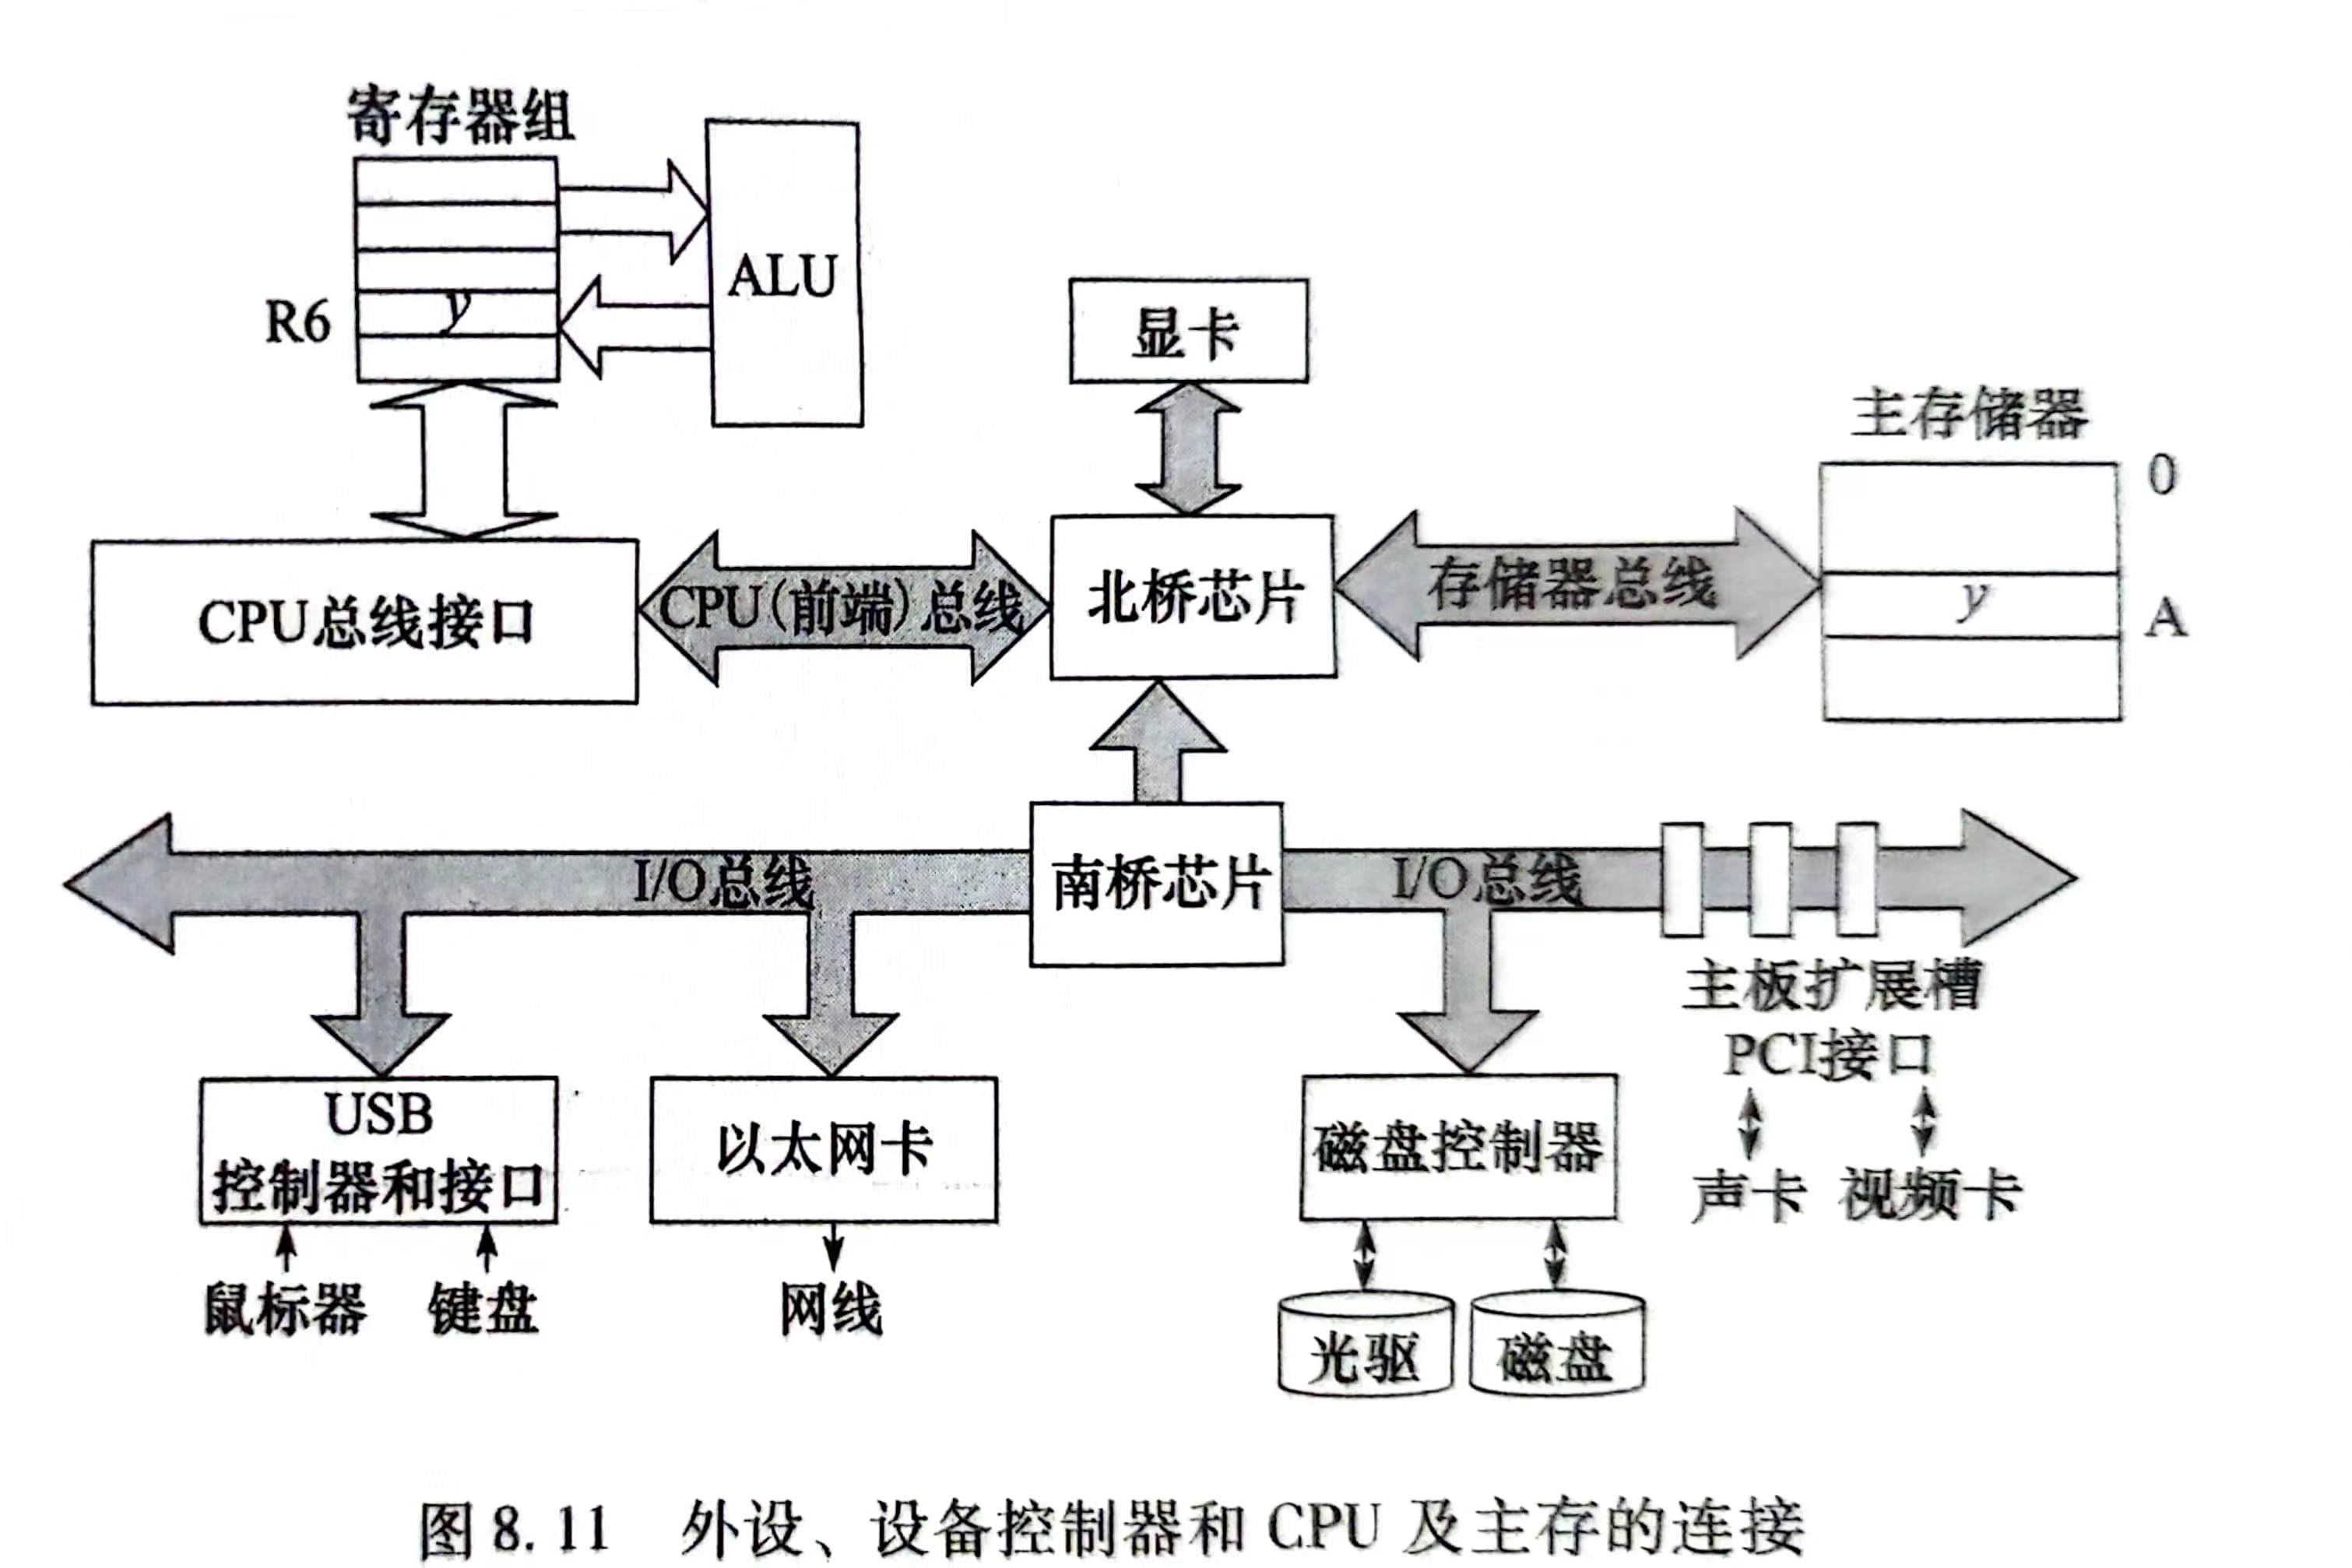 寄存器组
ALU
R6
y
显卡
主存储器
0
y
A
CPU总线接口
CPU(前端)总线
北桥芯片
存储器总线
I/O总线
南桥芯片
I/O总线
主板扩展槽
PCI接口
USB
控制器和接口
以太网卡
磁盘控制器
声卡 视频卡
鼠标器 键盘
网线
光驱
磁盘
图8.11 外设、设备控制器和 CPU 及主存的连接